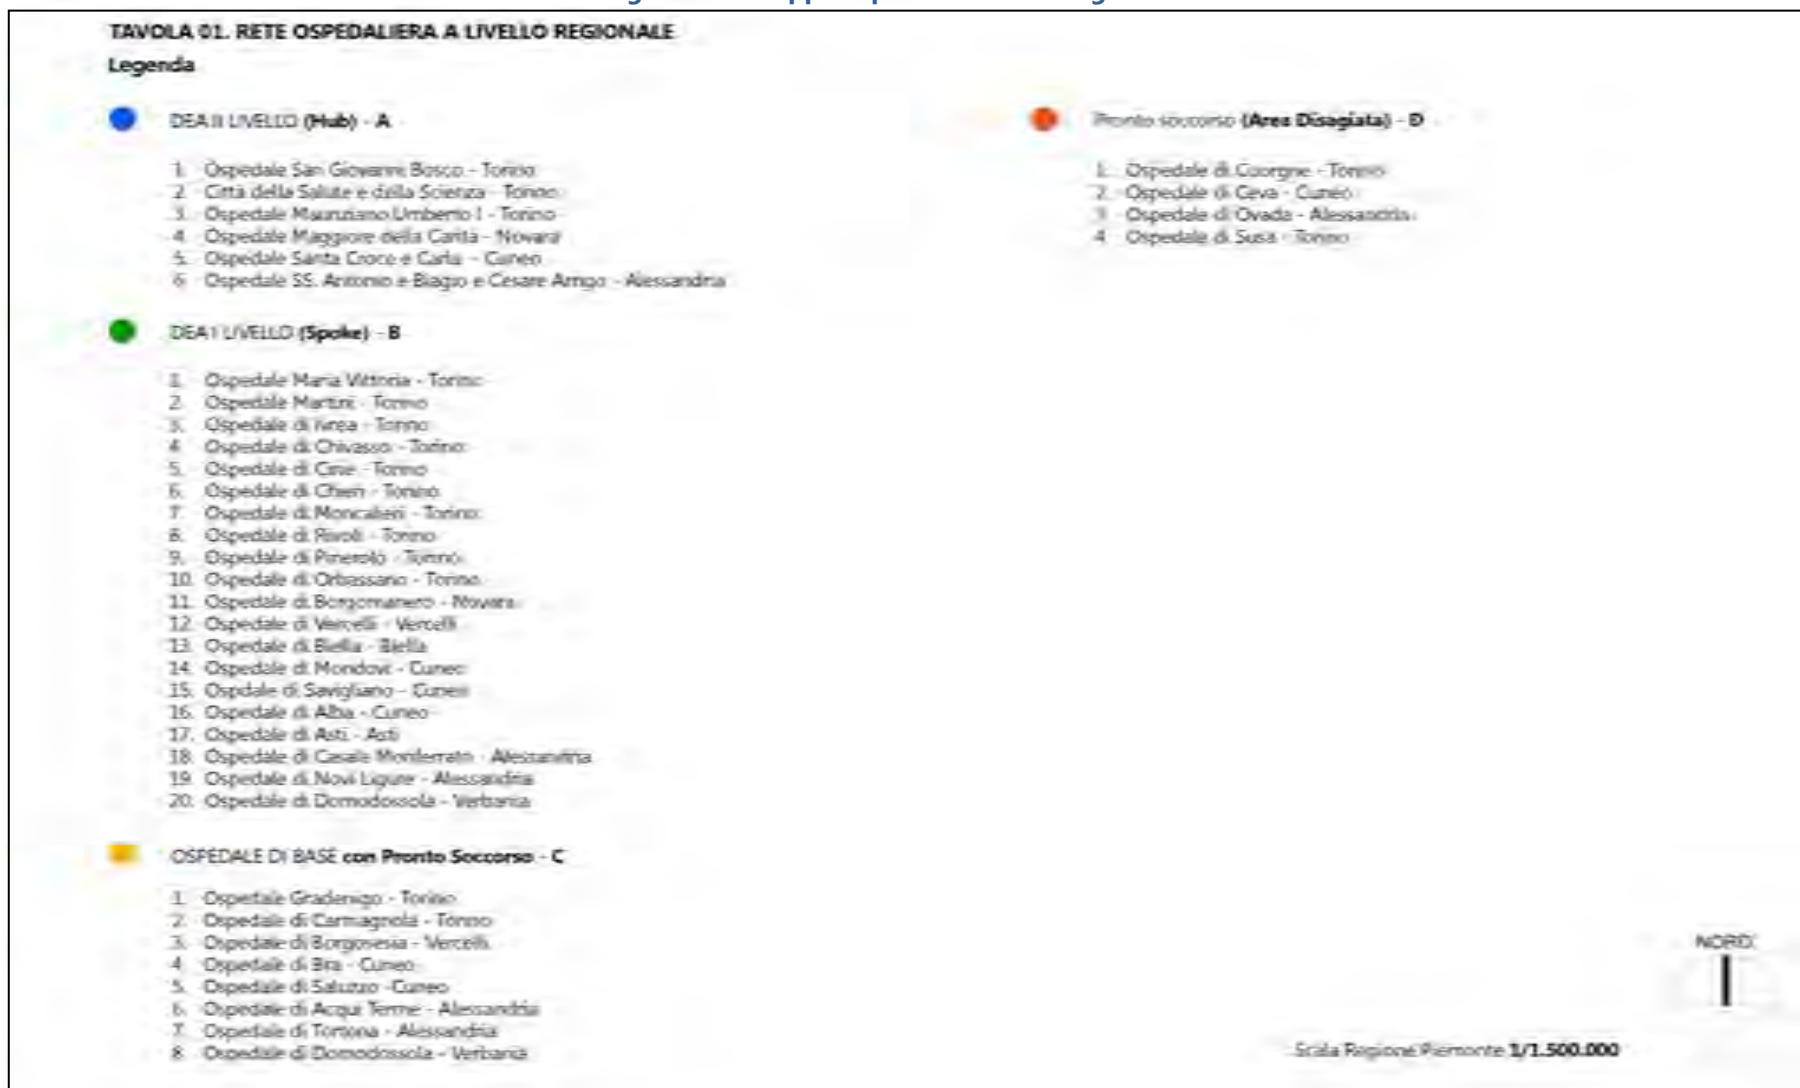 TAVOLA 01. RETE OSPEDALIERA A LIVELLO REGIONALE
Legenda
DEA II LIVELLO (Hub) - A
1. Ospedale San Giovanni Bosco - Torino
2. Città della Salute e della Scienza - Torino
3. Ospedale Mauriziano Umberto I - Torino
4. Ospedale Maggiore della Carità - Novara
5. Ospedale Santa Croce e Carle - Cuneo
6. Ospedale SS. Antonio e Biagio e Cesare Arrigo - Alessandria
DEA I LIVELLO (Spoke) - B
1. Ospedale Maria Vittoria - Torino
2. Ospedale Martini - Torino
3. Ospedale di Ivrea - Torino
4. Ospedale di Chivasso - Torino
5. Ospedale di Cirie - Torino
6. Ospedale di Chieri - Torino
7. Ospedale di Moncalieri - Torino
8. Ospedale di Rivoli - Torino
9. Ospedale di Pinerolo - Torino
10. Ospedale di Orbassano - Torino
11. Ospedale di Borgomanero - Novara
12. Ospedale di Vercelli - Vercelli
13. Ospedale di Biella - Biella
14. Ospedale di Mondovi - Cuneo
15. Ospdale di Savigliano - Cuneo
16. Ospedale di Alba - Cuneo
17. Ospedale di Asti - Asti
18. Ospedale di Casale Monferrato - Alessandria
19. Ospedale di Novi Ligure - Alessandria
20. Ospedale di Domodossola - Verbania
OSPEDALE DI BASE con Pronto Soccorso - C
1. Ospedale Gradenigo - Torino
2. Ospedale di Carmagnola - Torino
3. Ospedale di Borgosesia - Vercelli
4. Ospedale di Bra - Cuneo
5. Ospedale di Saluzzo -Cuneo
6. Ospedale di Acqui Terme - Alessandria
7. Ospedale di Tortona - Alessandria
8. Ospedale di Domodossola - Verbania
Pronto soccorso (Area Disagiata) - D
1. Ospedale di Cuorgne - Torino
2. Ospedale di Ceva - Cuneo
3. Ospedale di Ovada - Alessandria
4. Ospedale di Susa - Torino
NORD
Scala Regione Piemonte 1/1.500.000